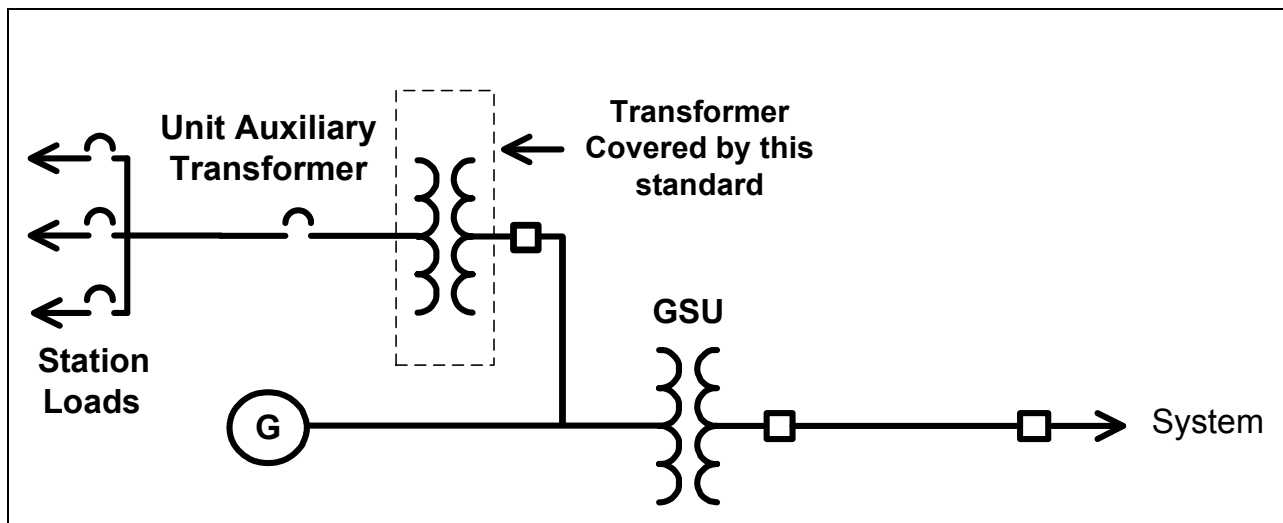 Unit Auxiliary
Transformer
Transformer
Covered by this
standard
GSU
Station
Loads
G
System